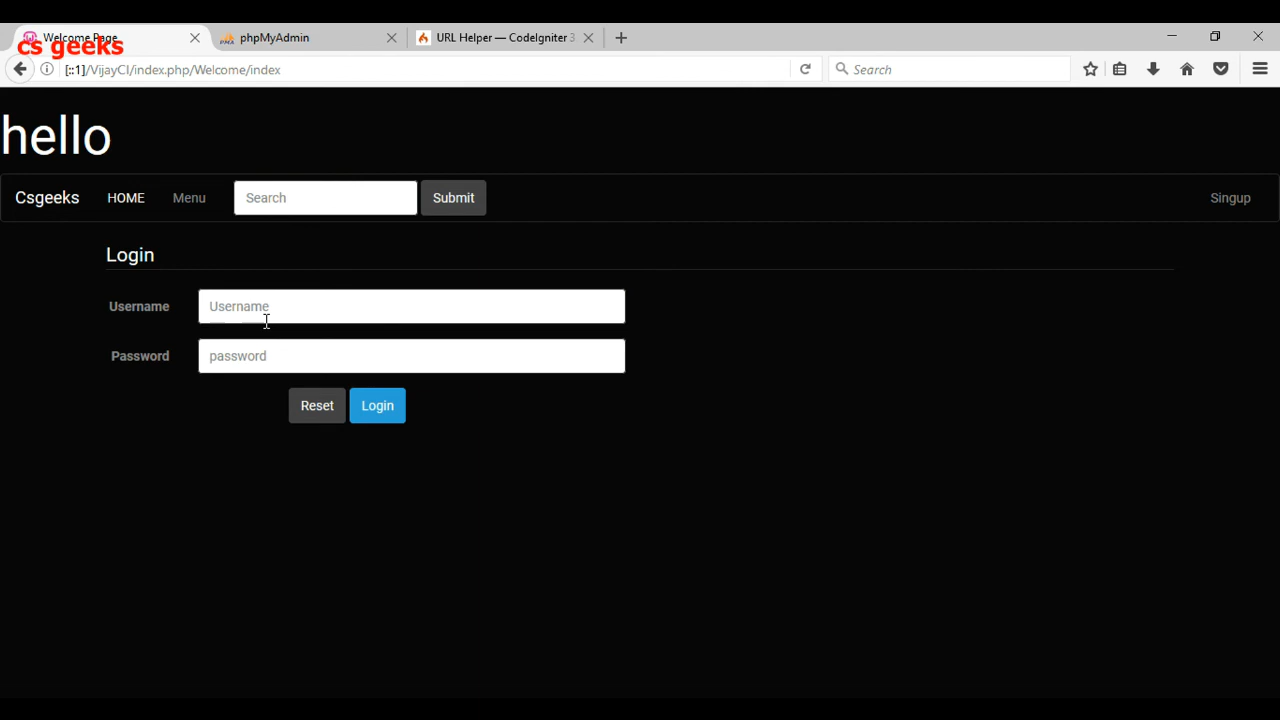 Welcome Page
cs geeks
phpMyAdmin
URL Helper — CodeIgniter 3
[::1]/VijayCI/index.php/Welcome/index
Search
hello
Csgeeks HOME Menu Search Submit Singup
Login
Username Username
Password password
Reset Login